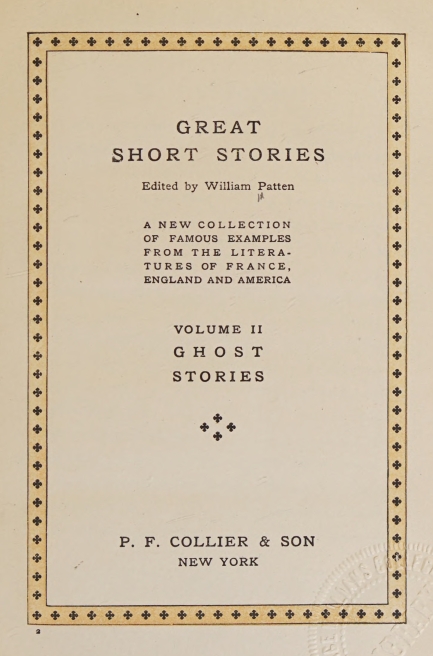 GREAT
SHORT STORIES
Edited by William Patten
A NEW COLLECTION
OF FAMOUS EXAMPLES
FROM THE LITERA-
TURES OF FRANCE,
ENGLAND AND AMERICA
VOLUME II
GHOST
STORIES
P. F. COLLIER & SON
NEW YORK
2